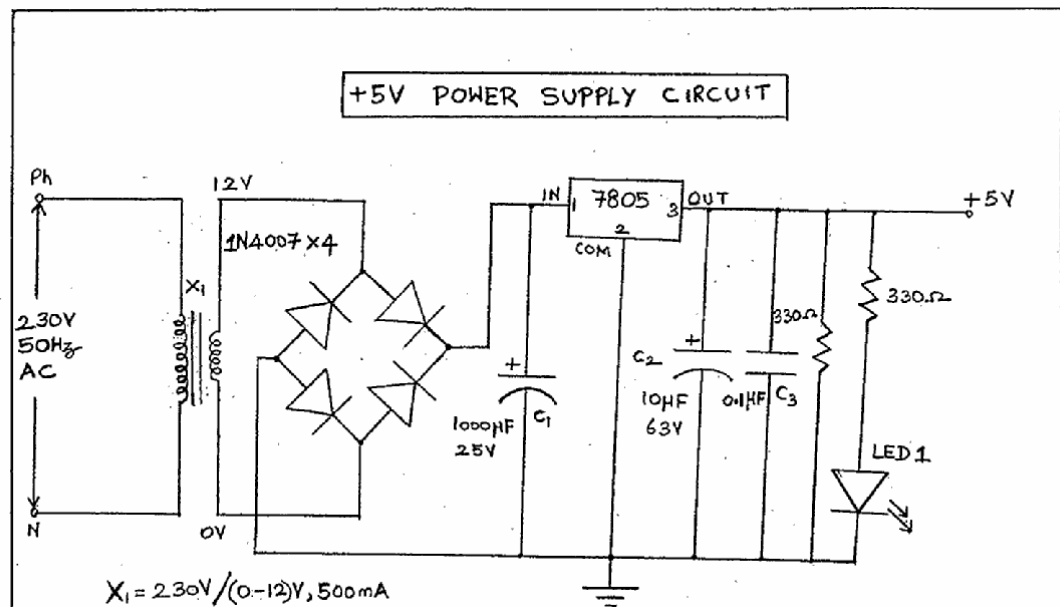 +5V POWER SUPPLY CIRCUIT
Ph
12V
IN
1
7805
3
OUT
+5V
2
COM
1N4007 X4
X1
230V
50Hz
AC
330Ω
330Ω
+
C1
1000µF
25V
+
C2
10µF
63V
0.1µF
C3
LED 1
N
0V
X1 = 230V/(0-12)V, 500mA